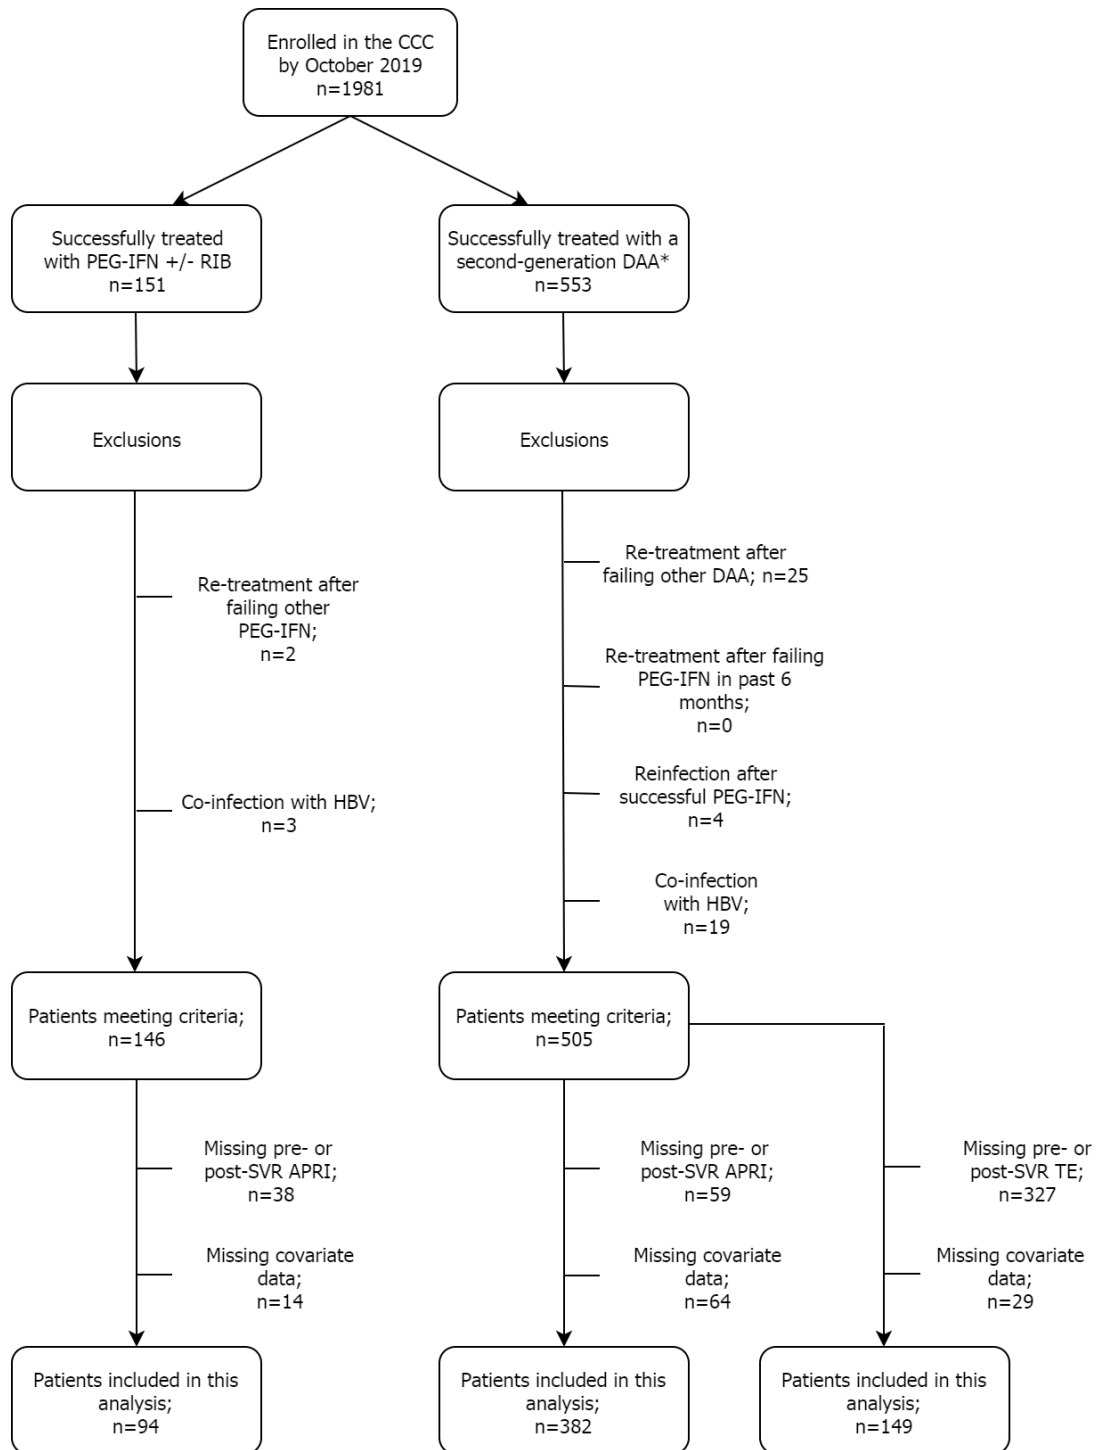 Enrolled in the CCC
by October 2019
n=1981
Successfully treated
with PEG-IFN +/- RIB
n=151
Successfully treated with a
second-generation DAA*
n=553
Exclusions
Exclusions
Re-treatment after
failing other
PEG-IFN;
n=2
Co-infection with HBV;
n=3
Re-treatment after
failing other DAA; n=25
Re-treatment after failing
PEG-IFN in past 6
months;
n=0
Reinfection after
successful PEG-IFN;
n=4
Co-infection
with HBV;
n=19
Patients meeting criteria;
n=146
Patients meeting criteria;
n=505
Missing pre- or
post-SVR APRI;
n=38
Missing covariate
data;
n=14
Missing pre- or
post-SVR APRI;
n=59
Missing covariate
data;
n=64
Missing pre- or
post-SVR TE;
n=327
Missing covariate
data;
n=29
Patients included in this
analysis;
n=94
Patients included in this
analysis;
n=382
Patients included in this
analysis;
n=149